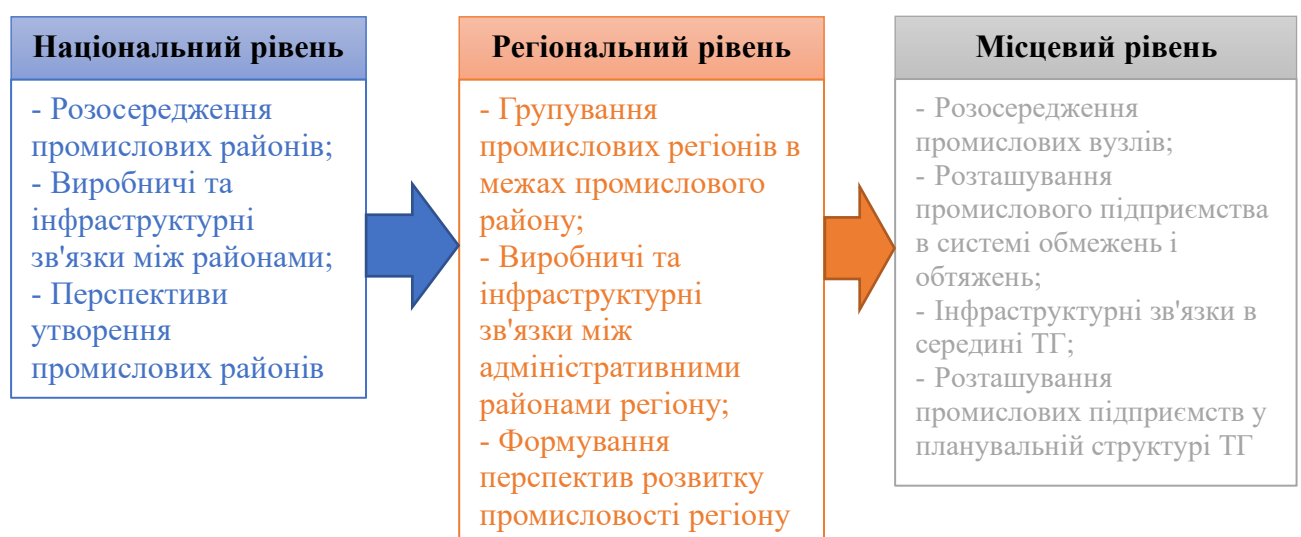 Національний рівень
- Розосередження
промислових районів;
- Виробничі та
інфраструктурні
зв'язки між районами;
- Перспективи
утворення
промислових районів
Регіональний рівень
- Групування
промислових регіонів в
межах промислового
району;
- Виробничі та
інфраструктурні
зв'язки між
адміністративними
районами регіону;
- Формування
перспектив розвитку
промисловості регіону
Місцевий рівень
- Розосередження
промислових вузлів;
- Розташування
промислового підприємства
в системі обмежень і
обтяжень;
- Інфраструктурні зв'язки в
середині ТГ;
- Розташування
промислових підприємств у
планувальній структурі ТГ